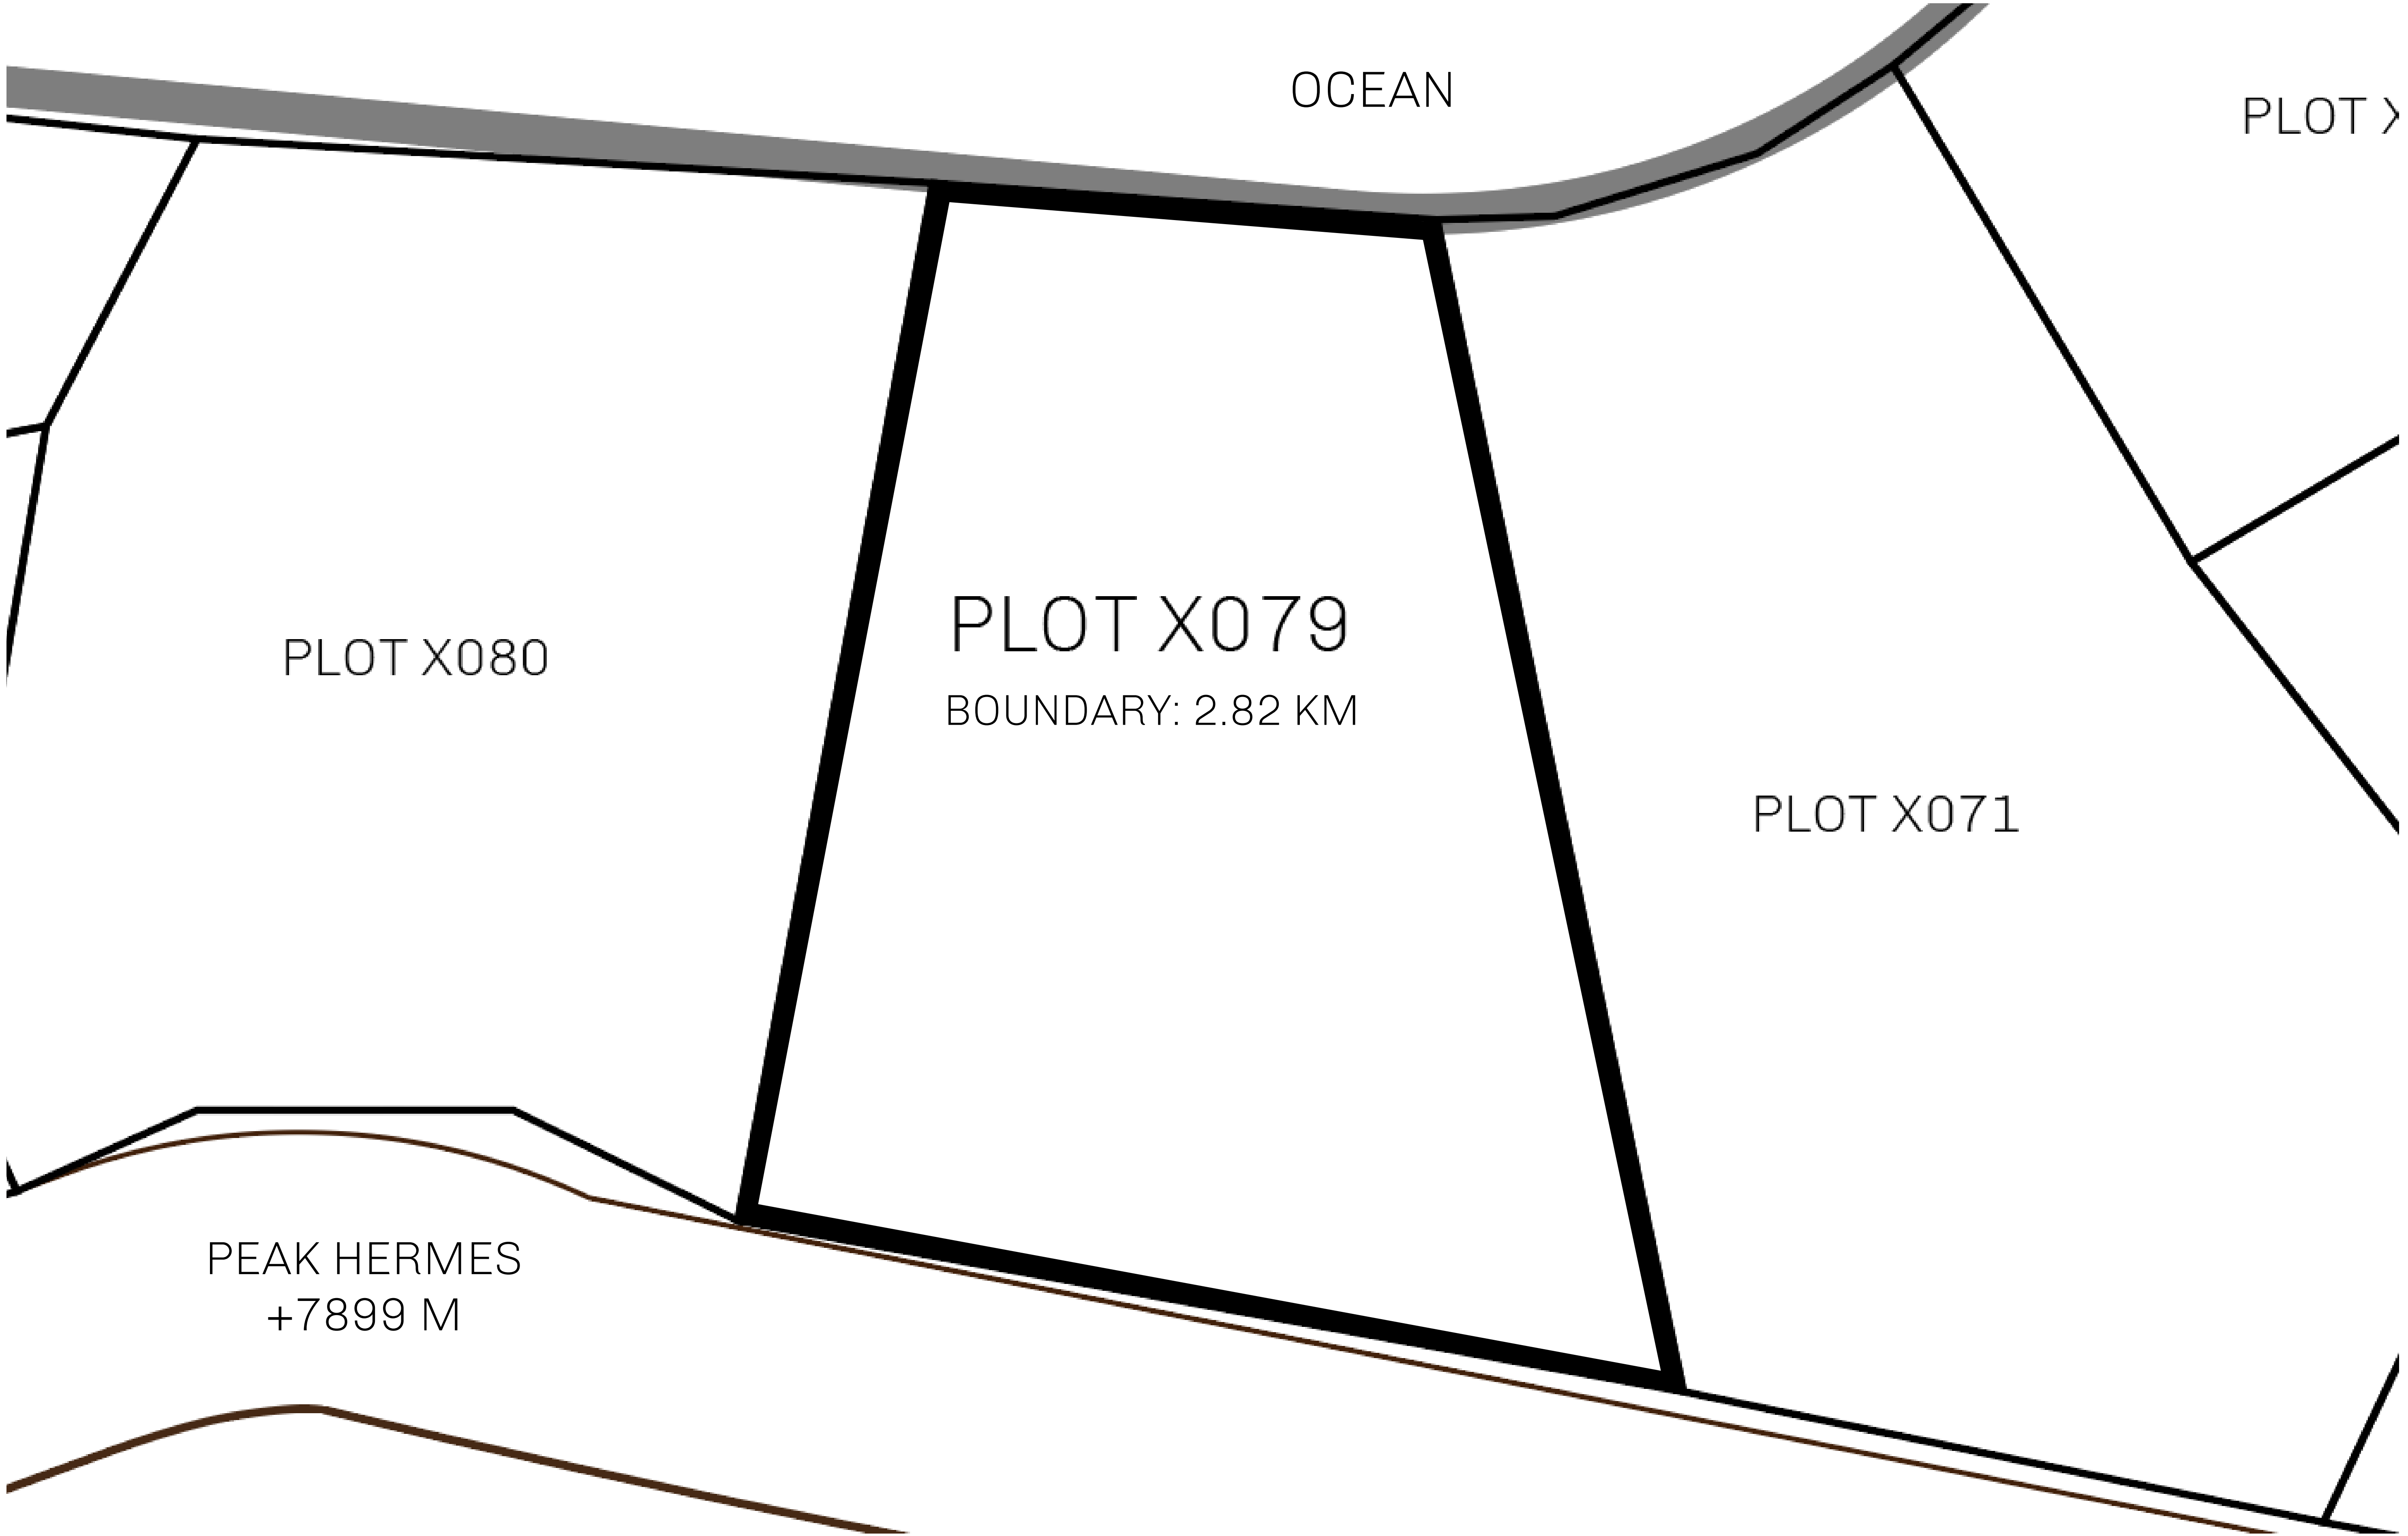 OCEAN
PLOT
PLOT X079
BOUNDARY: 2.82 KM
PLOT X080
PLOT X071
PEAK HERMES
+7899 M